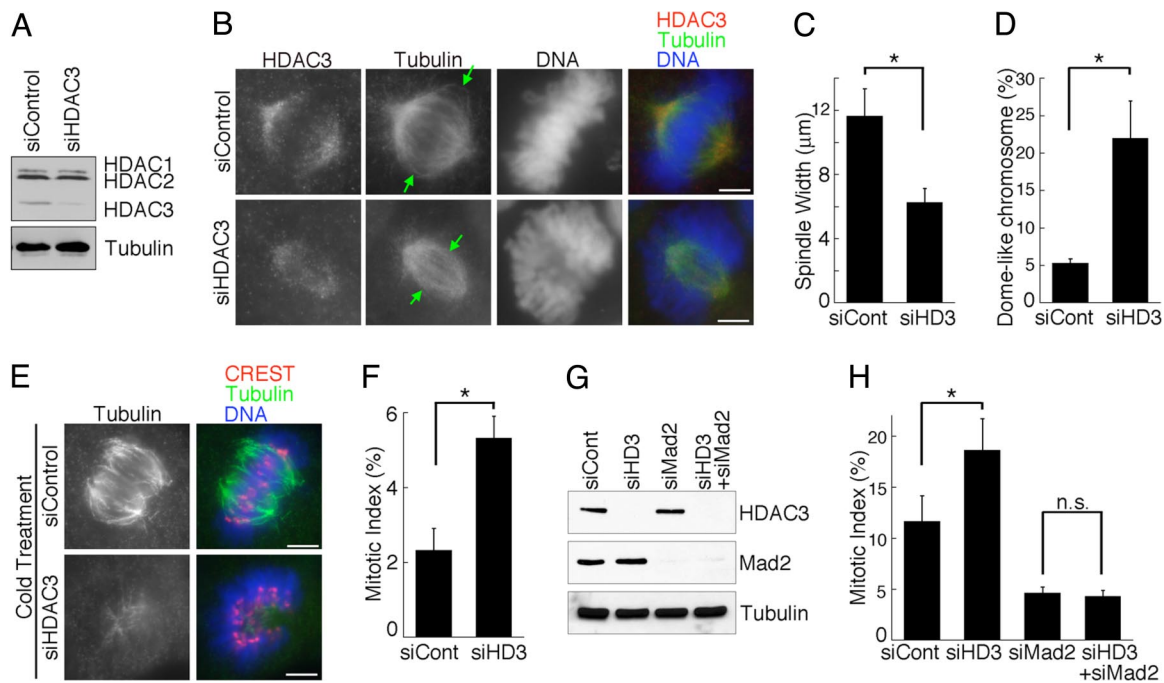 A
siControl
siHDAC3
HDAC1
HDAC2
HDAC3
Tubulin
B
HDAC3
Tubulin
DNA
HDAC3
Tubulin
DNA
siControl
siHDAC3
C
*
Spindle Width (μm)
12
8
4
0
siCont
siHD3
D
*
Dome-like chromosome (%)
30
25
20
15
10
5
0
siCont
siHD3
E
Tubulin
CREST
Tubulin
DNA
Cold Treatment
siControl
siHDAC3
F
*
Mitotic Index (%)
6
4
2
0
siCont
siHD3
G
siCont
siHD3
siMad2
siHD3
+siMad2
HDAC3
Mad2
Tubulin
H
*
n.s.
Mitotic Index (%)
20
15
10
5
0
siCont
siHD3
siMad2
siHD3
+siMad2